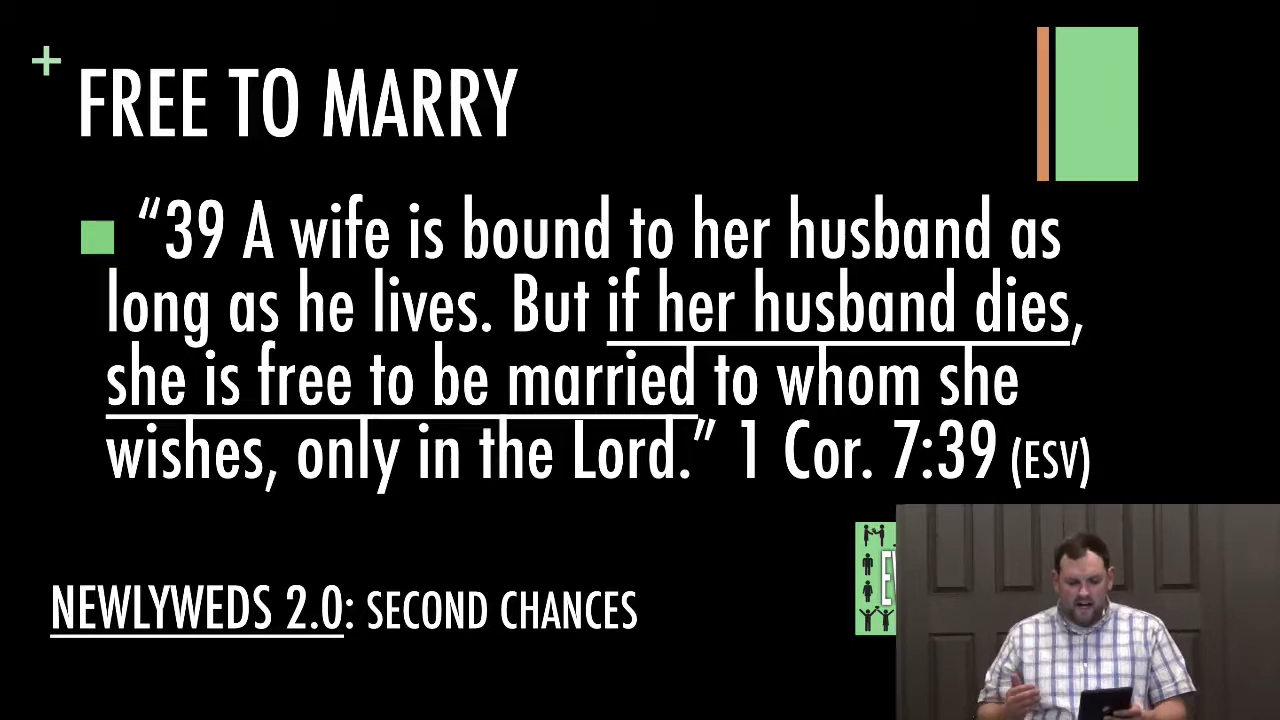 +
FREE TO MARRY
“39 A wife is bound to her husband as
long as he lives. But if her husband dies,
she is free to be married to whom she
wishes, only in the Lord.” 1 Cor. 7:39 (ESV)
NEWLYWEDS 2.0: SECOND CHANCES